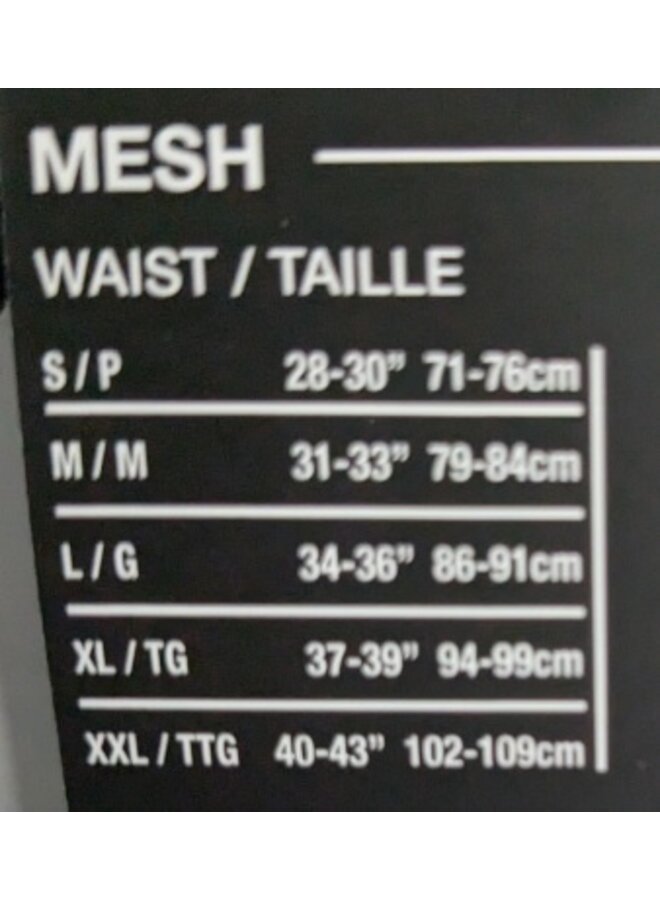 MESH
WAIST / TAILLE
S / P 28-30” 71-76cm
M / M 31-33” 79-84cm
L / G 34-36” 86-91cm
XL / TG 37-39” 94-99cm
XXL / TTG 40-43” 102-109cm